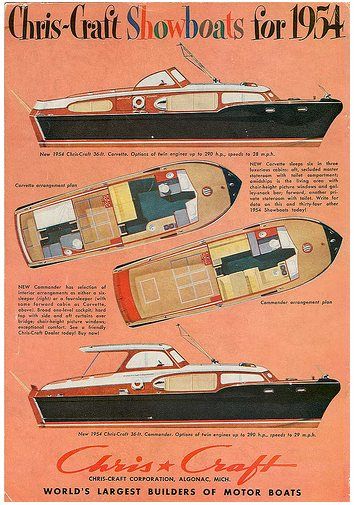 Chris-Craft Showboats for 1954
New 1954 Chris-Craft 36-ft. Corvette. Options of twin engines up to 290 h.p., speeds to 28 m.p.h.
Corvette arrangement plan
NEW Corvette sleeps six in three
luxurious cabins: aft, secluded master
stateroom with toilet compartment;
amidships is the living area with
chair-height picture windows and gal-
ley-snack bar; forward, another pri-
vate stateroom with toilet. Write for
data on this and thirty-four other
1954 Showboats today!
NEW Commander has selection of
interior arrangements as either a six-
sleeper (right) or a four-sleeper (with
same forward cabin as Corvette,
above). Broad one-level cockpit; hard
top with side and aft curtains over
bridge; chair-height picture windows;
exceptional comfort. See a friendly
Chris-Craft Dealer today! Buy now!
Commander arrangement plan
New 1954 Chris-Craft 36-ft. Commander. Options of twin engines up to 290 h.p., speeds to 29 m.p.h.
Chris Craft
CHRIS-CRAFT CORPORATION, ALGONAC, MICH.
WORLD'S LARGEST BUILDERS OF MOTOR BOATS